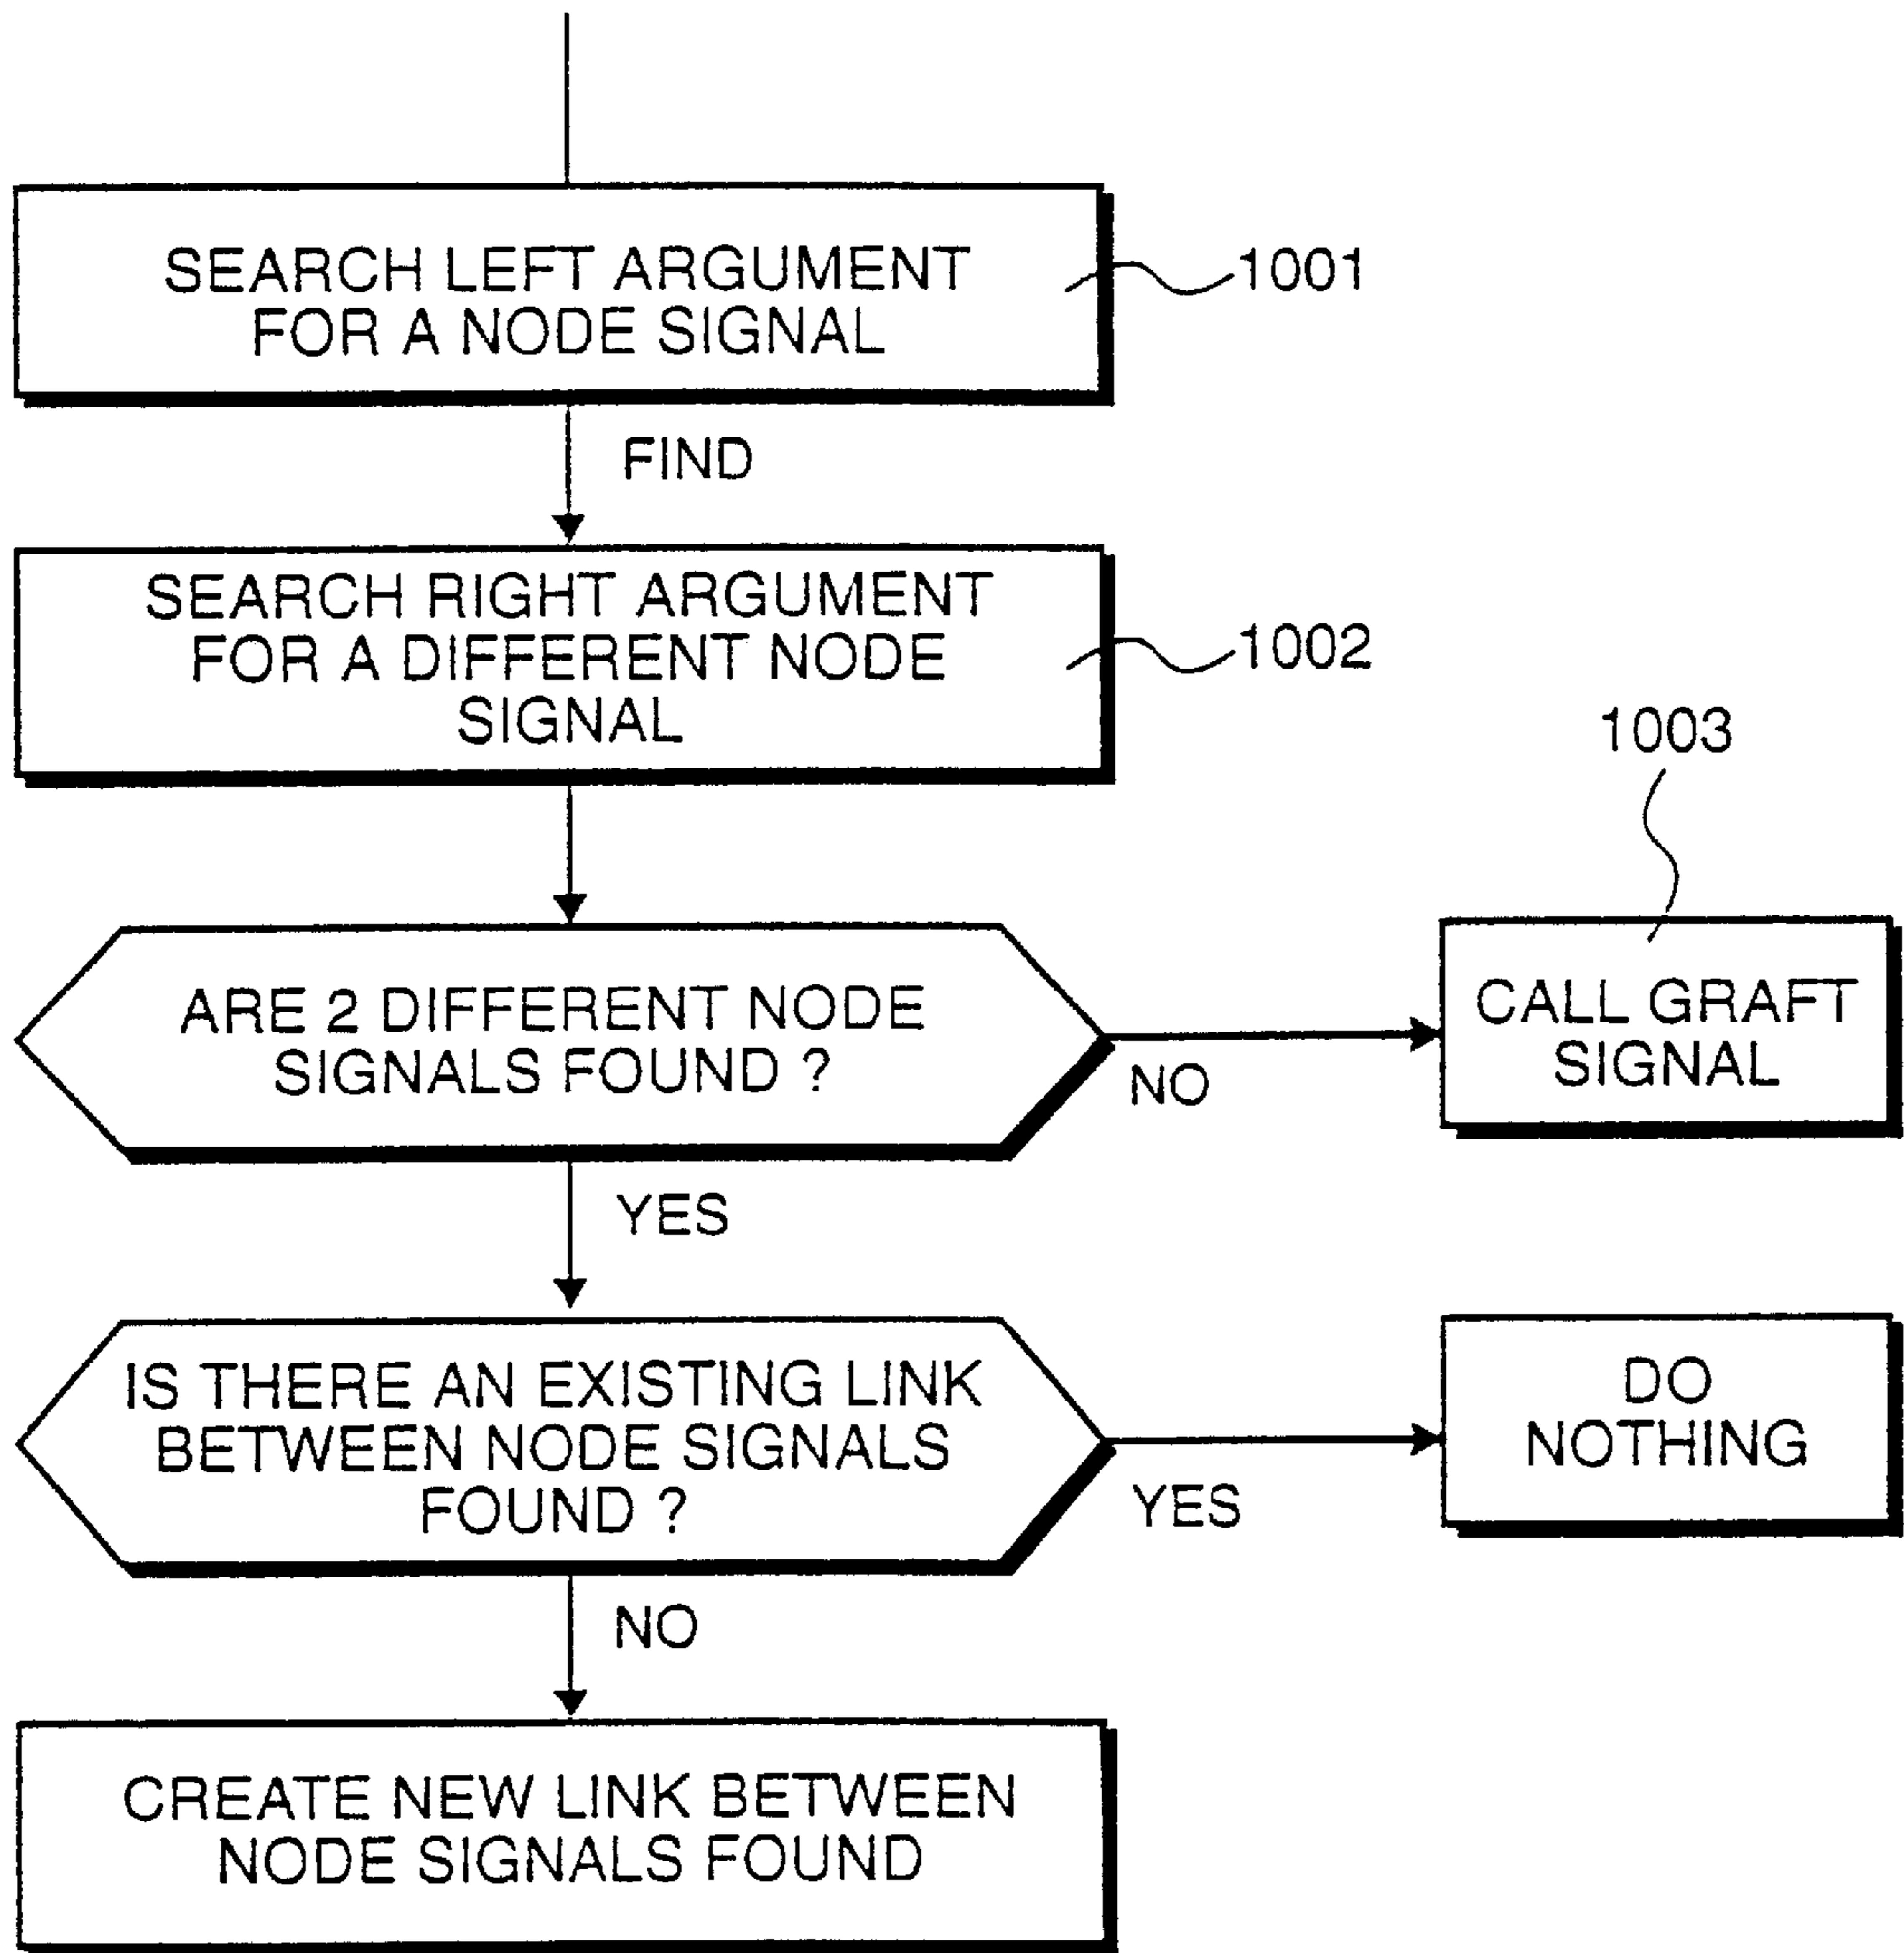 SEARCH LEFT ARGUMENT
FOR A NODE SIGNAL
1001
FIND
SEARCH RIGHT ARGUMENT
FOR A DIFFERENT NODE
SIGNAL
1002
1003
ARE 2 DIFFERENT NODE
SIGNALS FOUND ?
NO
CALL GRAFT
SIGNAL
YES
IS THERE AN EXISTING LINK
BETWEEN NODE SIGNALS
FOUND ?
YES
DO
NOTHING
NO
CREATE NEW LINK BETWEEN
NODE SIGNALS FOUND